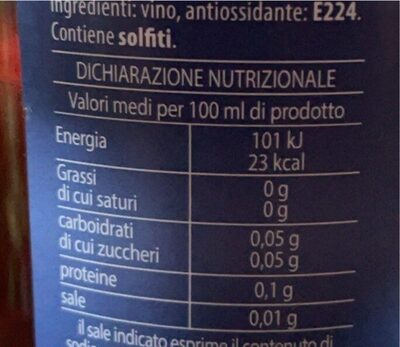 Ingredienti: vino, antiossidante: E224.
Contiene solfiti.
DICHIARAZIONE NUTRIZIONALE
Valori medi per 100 ml di prodotto
Energia 101 kJ
23 kcal
Grassi 0 g
di cui saturi 0 g
carboidrati 0,05 g
di cui zuccheri 0,05 g
proteine 0,1 g
sale 0,01 g
il sale indicato esprime il contenuto di